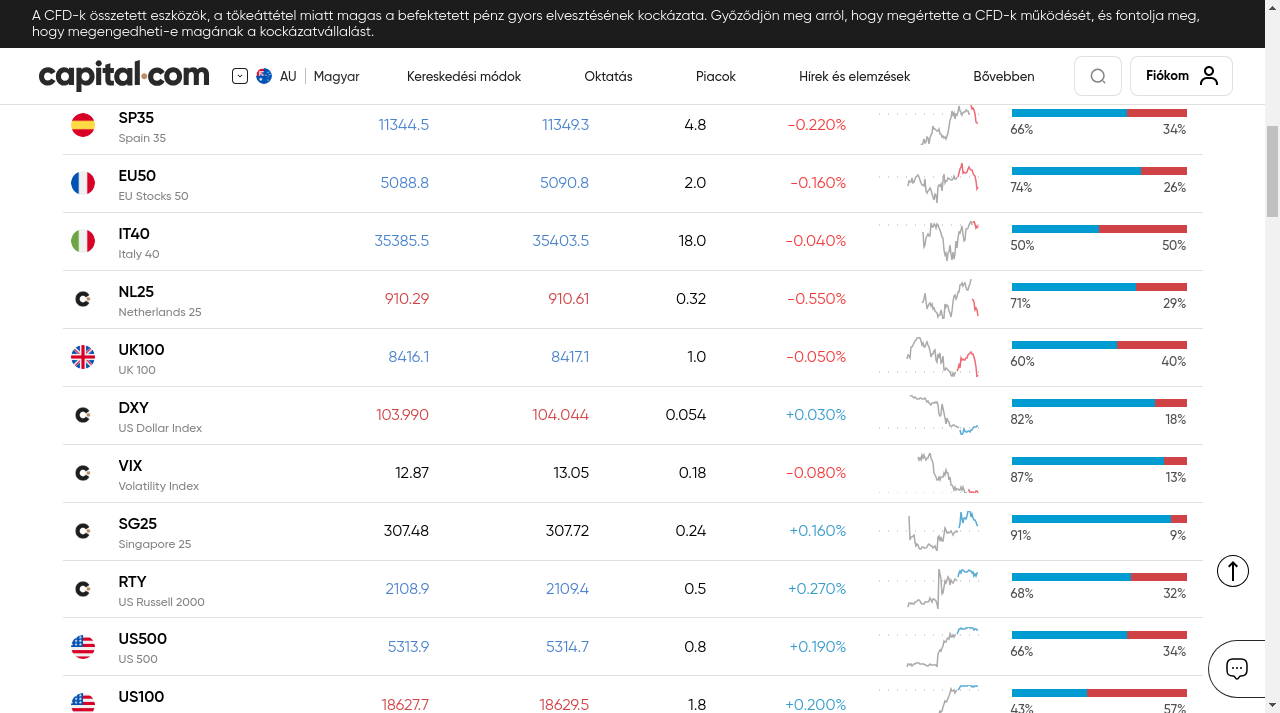 A CFD-k összetett eszközök, a tőkeáttétel miatt magas a befektetett pénz gyors elvesztésének kockázata. Győződjön meg arról, hogy megértette a CFD-k működését, és fontolja meg,
hogy megengedheti-e magának a kockázatvállalást.
capital.com AU Magyar Kereskedési módok Oktatás Piacok Hírek és elemzések Bővebben Fiókom
SP35 11344.5 11349.3 4.8 -0.220% 66% 34%
Spain 35
EU50 5088.8 5090.8 2.0 -0.160% 74% 26%
EU Stocks 50
IT40 35385.5 35403.5 18.0 -0.040% 50% 50%
Italy 40
NL25 910.29 910.61 0.32 -0.550% 71% 29%
Netherlands 25
UK100 8416.1 8417.1 1.0 -0.050% 60% 40%
UK 100
DXY 103.990 104.044 0.054 +0.030% 82% 18%
US Dollar Index
VIX 12.87 13.05 0.18 -0.080% 87% 13%
Volatility Index
SG25 307.48 307.72 0.24 +0.160% 91% 9%
Singapore 25
RTY 2108.9 2109.4 0.5 +0.270% 68% 32%
US Russell 2000
US500 5313.9 5314.7 0.8 +0.190% 66% 34%
US 500
US100 18627.7 18629.5 1.8 +0.200% 43% 57%